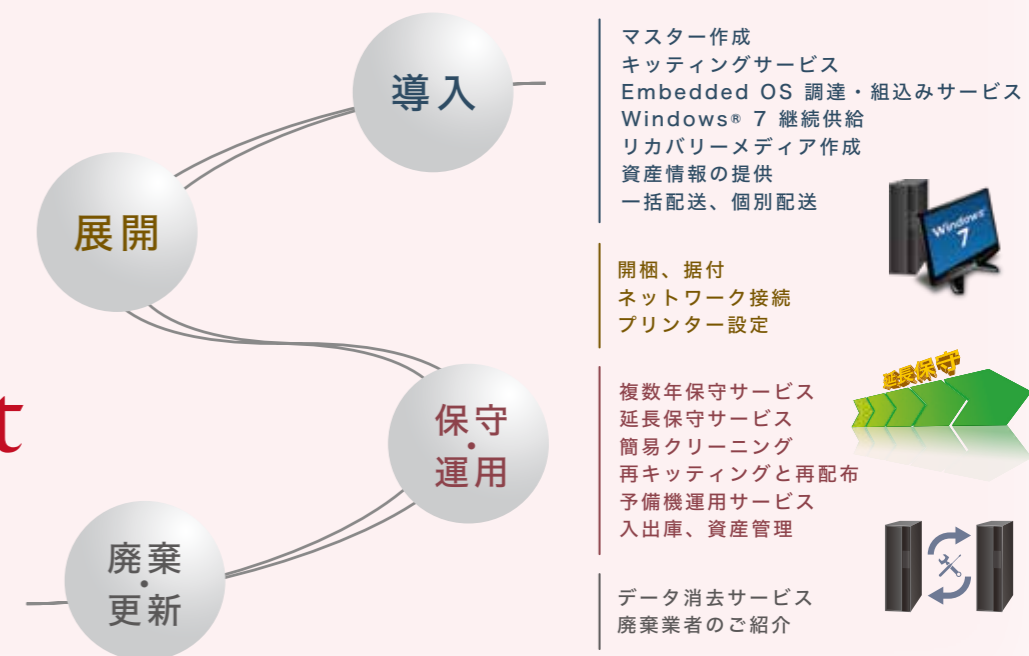 導入
マスター作成
キッティングサービス
Embedded OS 調達・組込みサービス
Windows® 7 継続供給
リカバリーメディア作成
資産情報の提供
一括配送、個別配送
Windows
7
展開
開梱、据付
ネットワーク接続
プリンター設定
保守
・
運用
複数年保守サービス
延長保守サービス
簡易クリーニング
再キッティングと再配布
予備機運用サービス
入出庫、資産管理
延長保守
t
廃棄
・
更新
データ消去サービス
廃棄業者のご紹介